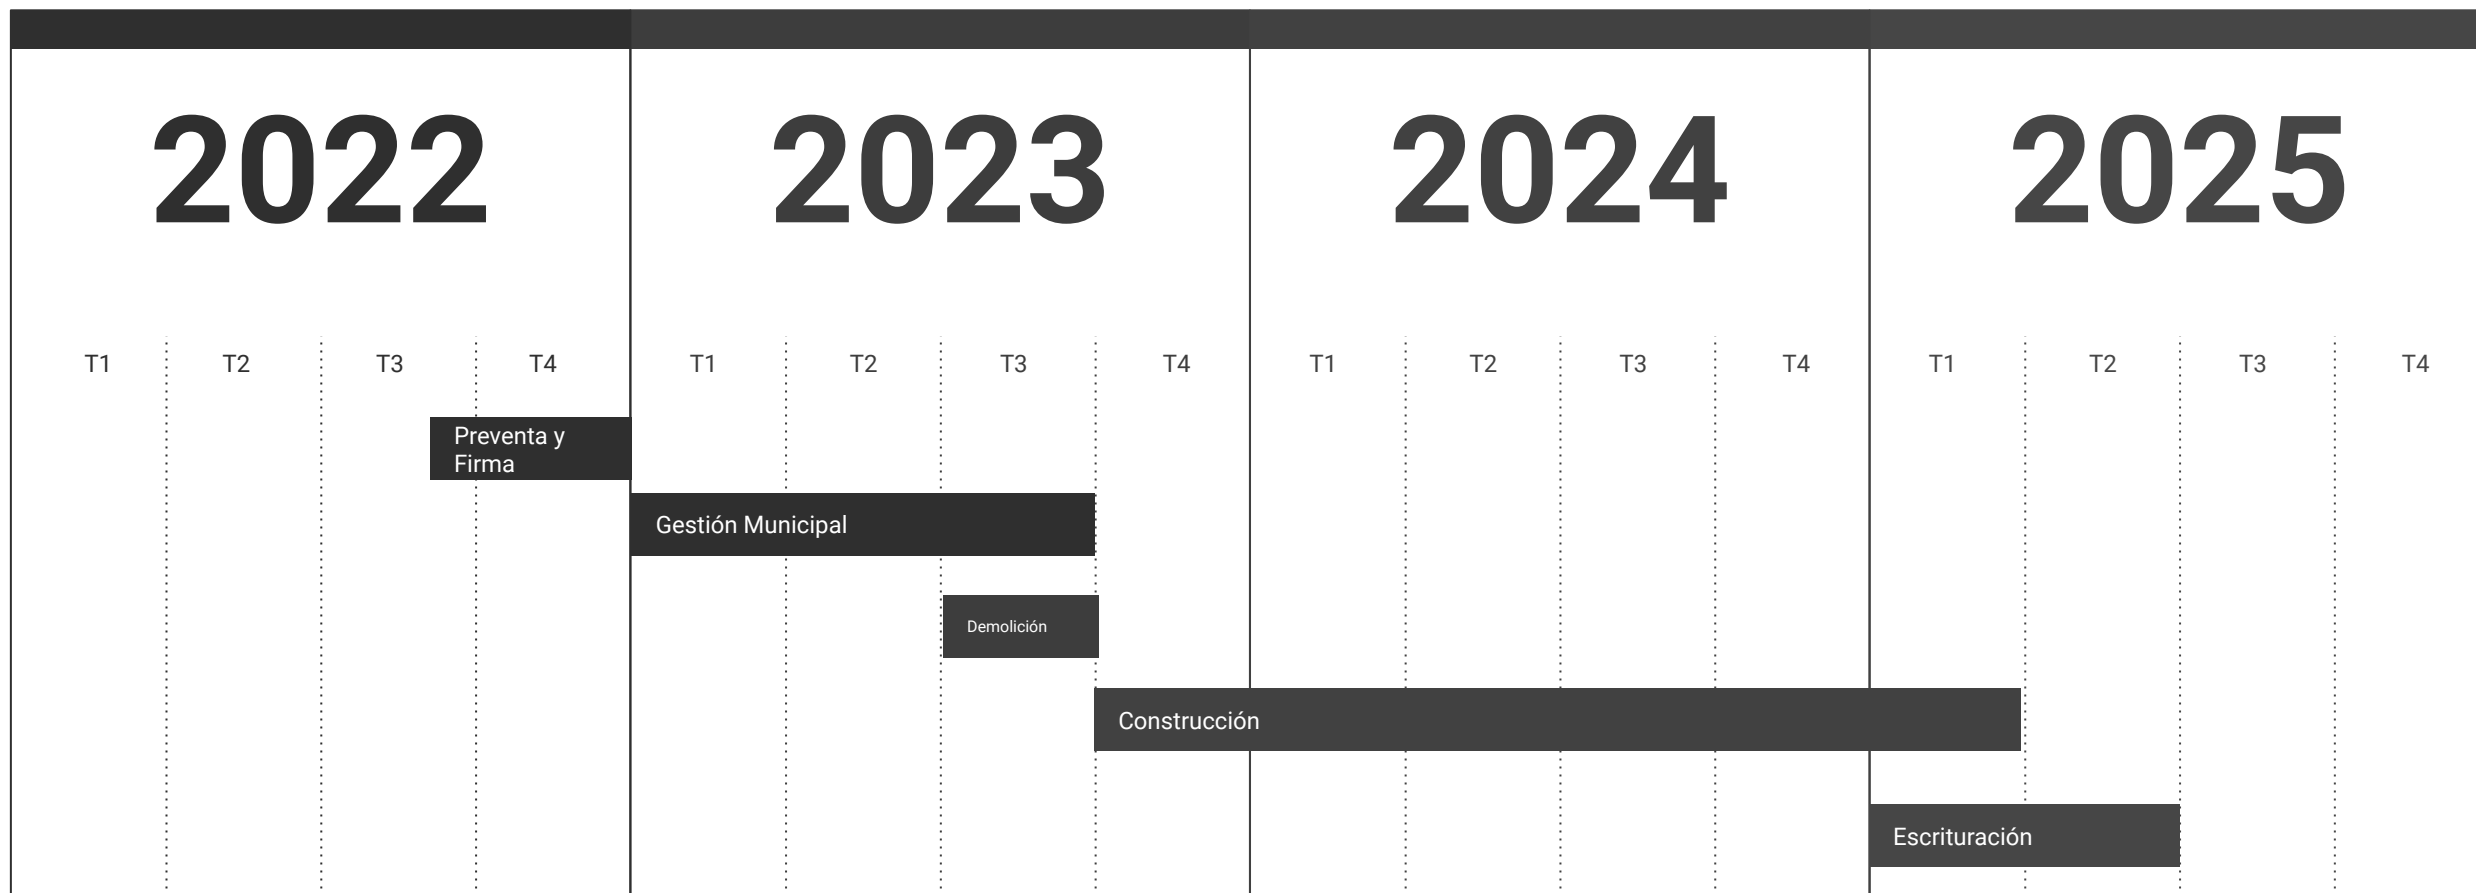 2022
2023
2024
2025
T1
T2
T3
T4
T1
T2
T3
T4
T1
T2
T3
T4
T1
T2
T3
T4
Preventa y
Firma
Gestión Municipal
Demolición
Construcción
Escrituración